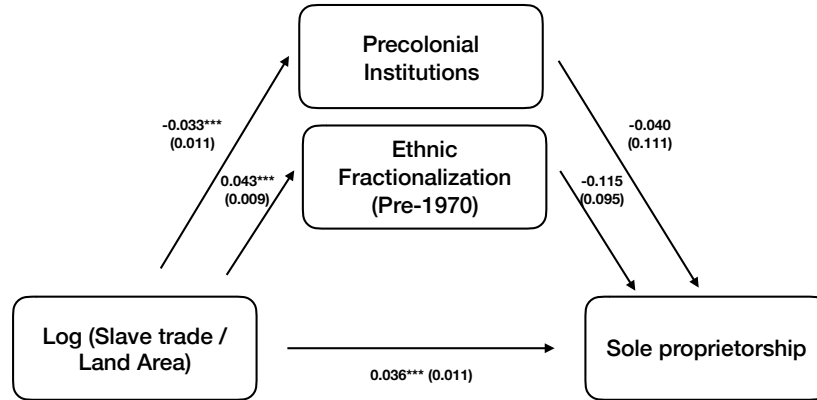 Precolonial
Institutions
-0.033***
(0.011)
-0.040
(0.111)
Ethnic
Fractionalization
(Pre-1970)
0.043***
(0.009)
-0.115
(0.095)
Log (Slave trade /
Land Area)
Sole proprietorship
0.036*** (0.011)